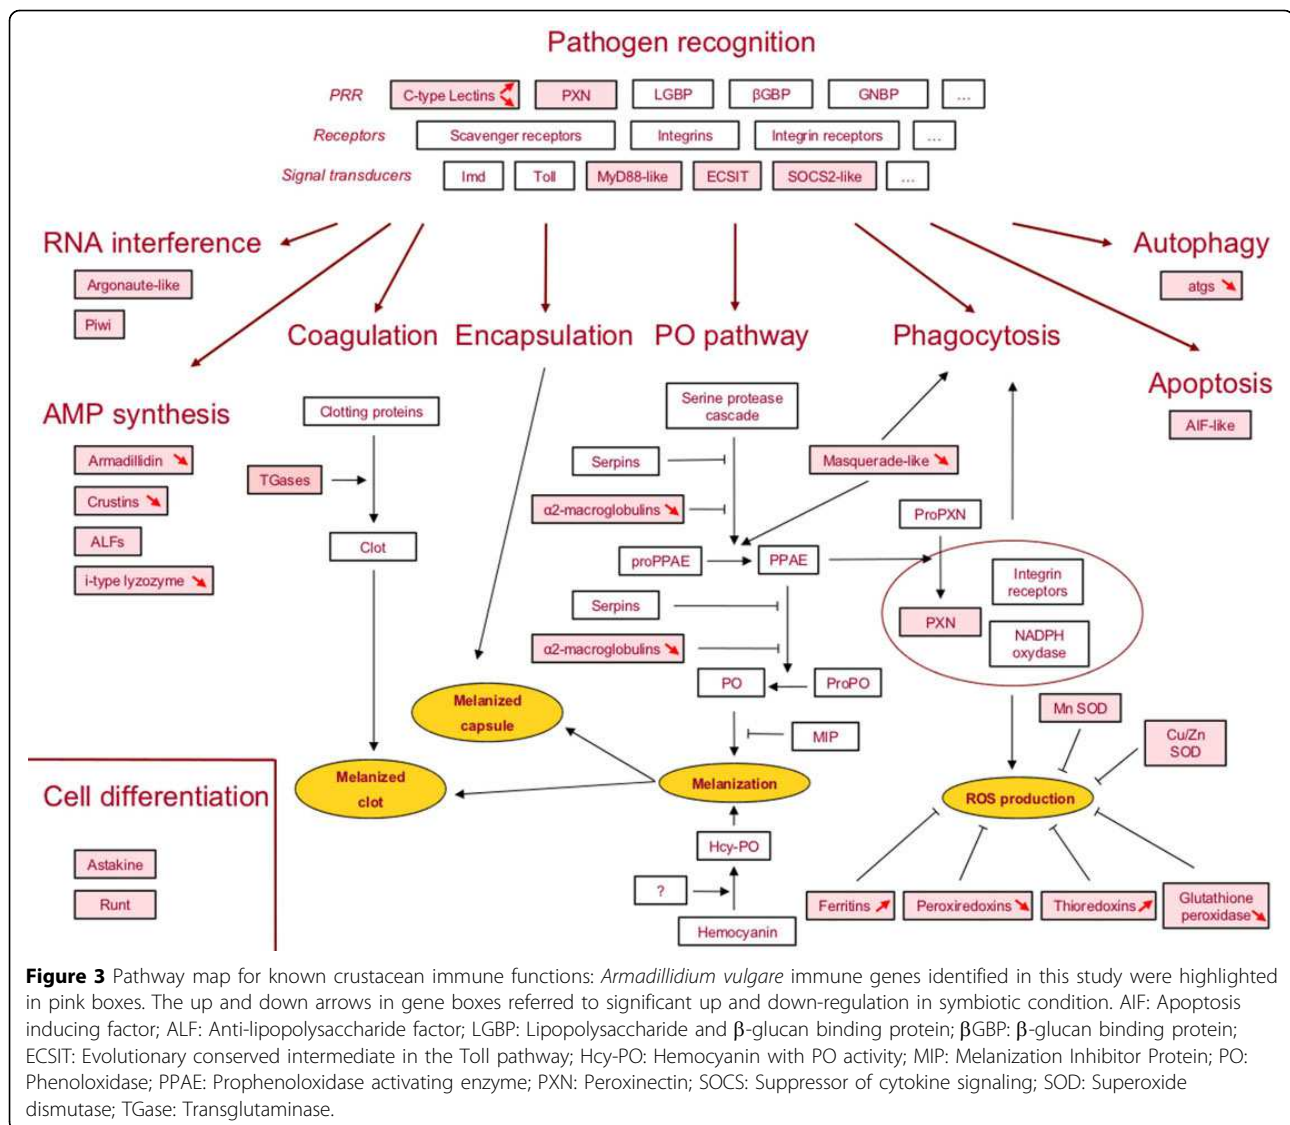 Pathogen recognition
PRR C-type Lectins PXN LGBP βGBP GNBP ...
Receptors Scavenger receptors Integrins Integrin receptors ...
Signal transducers Imd Toll MyD88-like ECSIT SOCS2-like ...
RNA interference
Argonaute-like
Piwi
Autophagy
atgs
Coagulation Encapsulation PO pathway Phagocytosis
Apoptosis
AIF-like
AMP synthesis
Armadillidin
Crustins
ALFs
i-type lyzozyme
Clotting proteins
TGases
Clot
Serine protease
cascade
Serpins
α2-macroglobulins
Masquerade-like
proPPAE PPAE
ProPXN
Integrin
receptors
PXN
NADPH
oxydase
Serpins
α2-macroglobulins
PO ProPO
MIP
Melanized
capsule
Melanized
clot
Melanization
Hcy-PO
?
Hemocyanin
Mn SOD
Cu/Zn
SOD
ROS production
Ferritins Peroxiredoxins Thioredoxins
Glutathione
peroxidase
Cell differentiation
Astakine
Runt
Figure 3 Pathway map for known crustacean immune functions: Armadillidium vulgare immune genes identified in this study were highlighted
in pink boxes. The up and down arrows in gene boxes referred to significant up and down-regulation in symbiotic condition. AIF: Apoptosis
inducing factor; ALF: Anti-lipopolysaccharide factor; LGBP: Lipopolysaccharide and β-glucan binding protein; βGBP: β-glucan binding protein;
ECSIT: Evolutionary conserved intermediate in the Toll pathway; Hcy-PO: Hemocyanin with PO activity; MIP: Melanization Inhibitor Protein; PO:
Phenoloxidase; PPAE: Prophenoloxidase activating enzyme; PXN: Peroxinectin; SOCS: Suppressor of cytokine signaling; SOD: Superoxide
dismutase; TGase: Transglutaminase.